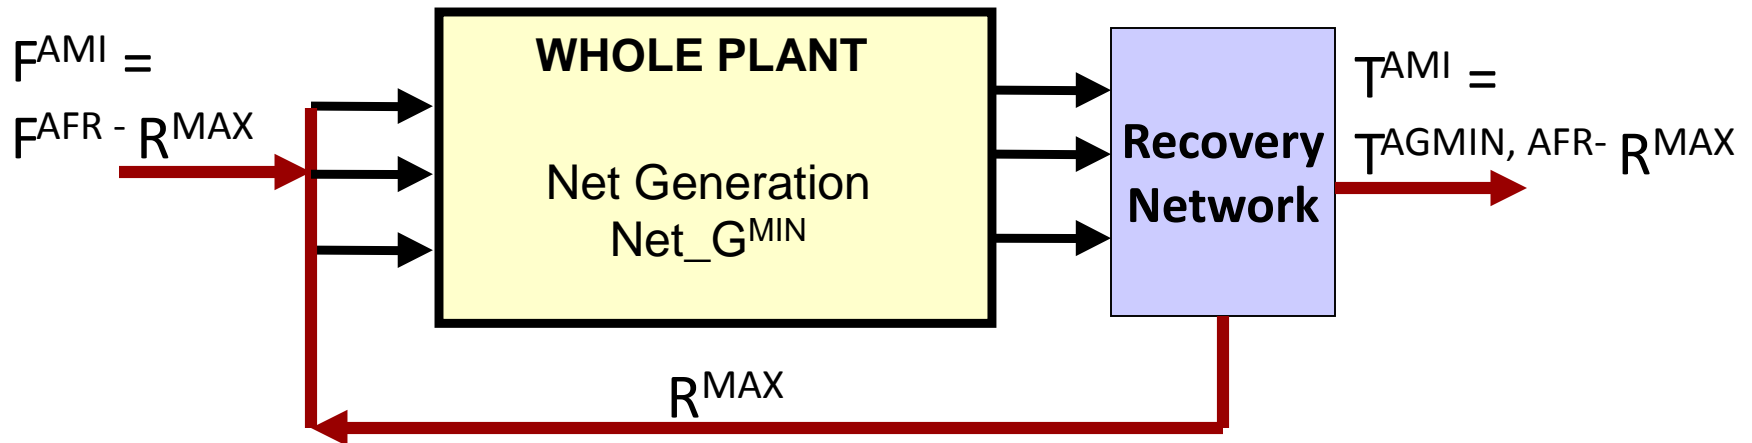 F^AMI =
F^AFR - R^MAX
WHOLE PLANT
Net Generation
Net_G^MIN
Recovery
Network
T^AMI =
T^AGMIN, AFR- R^MAX
R^MAX